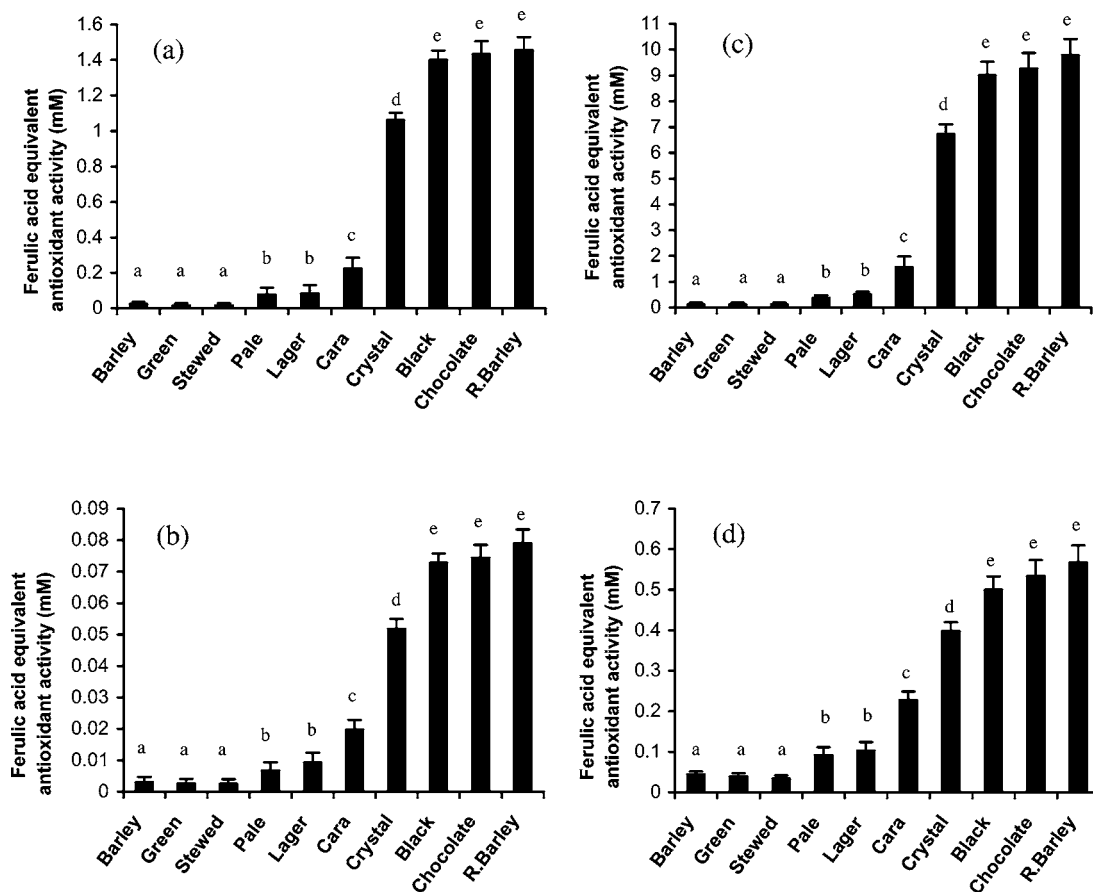 (a)
Ferulic acid equivalent
antioxidant activity (mM)
1.6
1.4
1.2
1
0.8
0.6
0.4
0.2
0
a
a
a
b
b
c
d
e
e
e
Barley
Green
Stewed
Pale
Lager
Cara
Crystal
Black
Chocolate
R.Barley
(c)
Ferulic acid equivalent
antioxidant activity (mM)
11
10
9
8
7
6
5
4
3
2
1
0
a
a
a
b
b
c
d
e
e
e
Barley
Green
Stewed
Pale
Lager
Cara
Crystal
Black
Chocolate
R.Barley
(b)
Ferulic acid equivalent
antioxidant activity (mM)
0.09
0.08
0.07
0.06
0.05
0.04
0.03
0.02
0.01
0
a
a
a
b
b
c
d
e
e
e
Barley
Green
Stewed
Pale
Lager
Cara
Crystal
Black
Chocolate
R.Barley
(d)
Ferulic acid equivalent
antioxidant activity (mM)
0.7
0.6
0.5
0.4
0.3
0.2
0.1
0
a
a
a
b
b
c
d
e
e
e
Barley
Green
Stewed
Pale
Lager
Cara
Crystal
Black
Chocolate
R.Barley